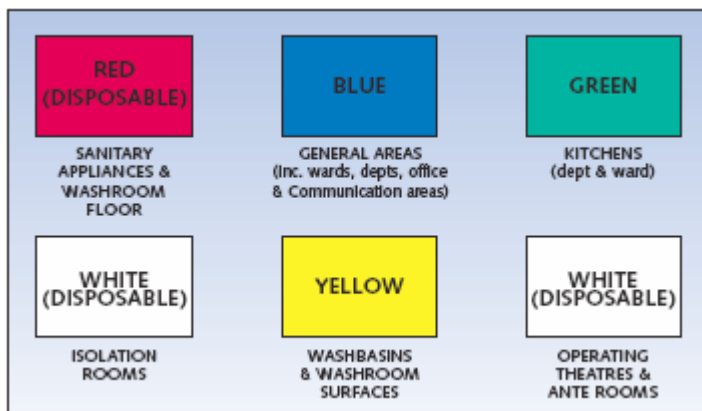 RED
(DISPOSABLE)
SANITARY
APPLIANCES &
WASHROOM
FLOOR
BLUE
GENERAL AREAS
(Inc. wards, depts, office
& Communication areas)
GREEN
KITCHENS
(dept & ward)
WHITE
(DISPOSABLE)
ISOLATION
ROOMS
YELLOW
WASHBASINS
& WASHROOM
SURFACES
WHITE
(DISPOSABLE)
OPERATING
THEATRES &
ANTE ROOMS